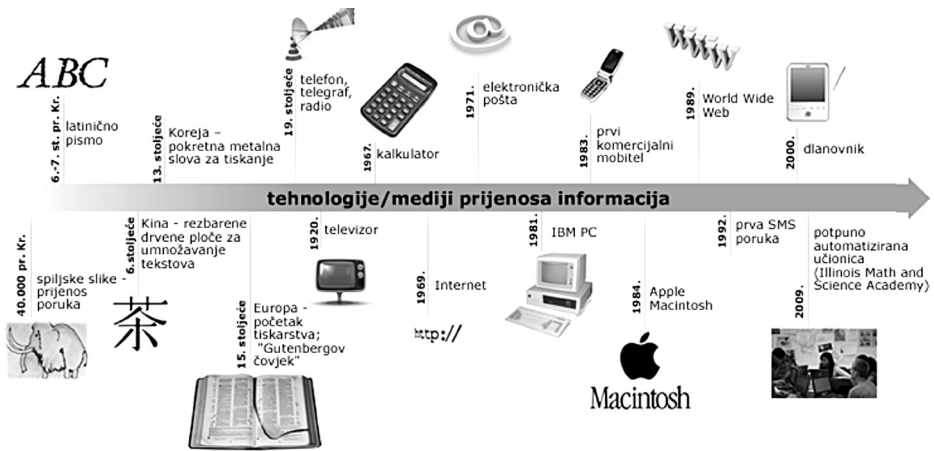 ABC
6.-7. st. pr. Kr.
latinično
pismo
13. stoljeće
Koreja –
pokretna metalna
slova za tiskanje
19. stoljeće
telefon,
telegraf,
radio
1967.
kalkulator
1971.
elektronička
pošta
1983.
prvi
komercijalni
mobitel
WWW
1989.
World Wide
Web
2000.
dlanovnik
tehnologije/mediji prijenosa informacija
40.000 pr. Kr.
spiljske slike -
prijenos
poruka
6.stoljeće
Kina - rezbarene
drvene ploče za
umnožavanje
tekstova
茶
15. stoljeće
Europa -
početak
tiskarstva;
"Gutenbergov
čovjek"
1920.
televizor
1969.
Internet
http://
1981.
IBM PC
1984.
Apple
Macintosh
Macintosh
1992.
prva SMS
poruka
2009.
potpuno
automatizirana
učionica
(Illinois Math and
Science Academy)